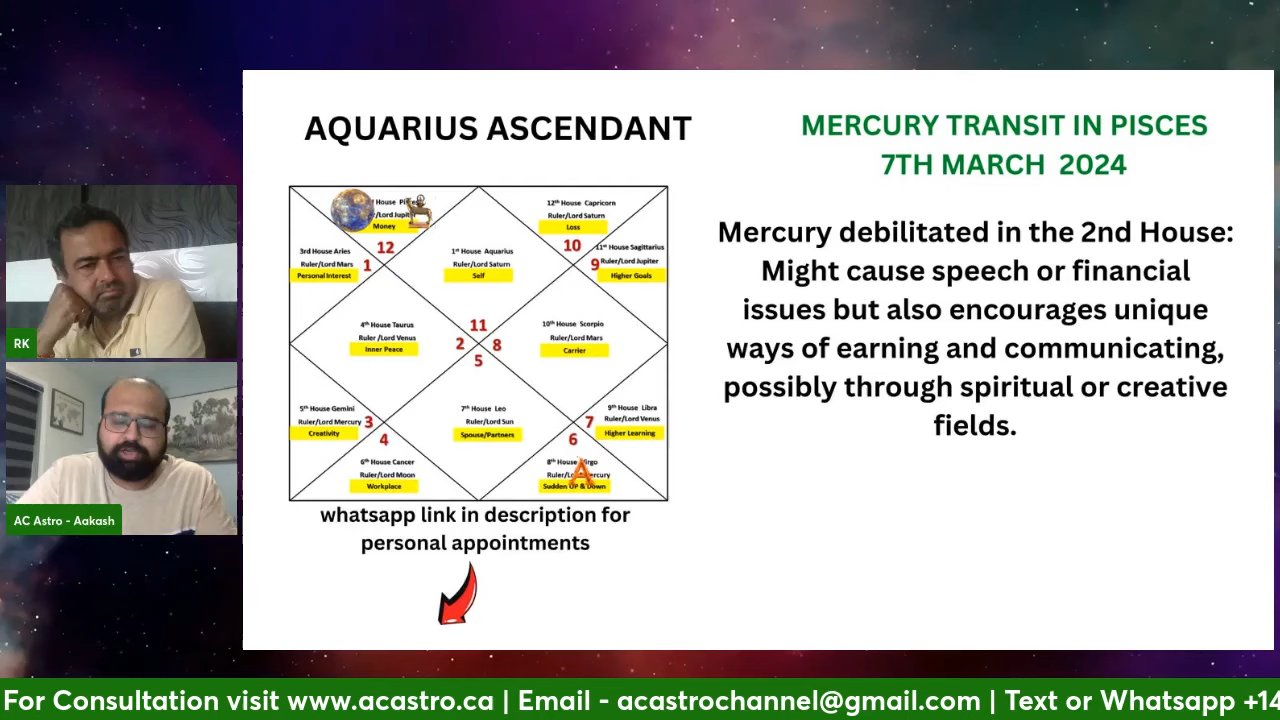 AQUARIUS ASCENDANT
MERCURY TRANSIT IN PISCES
7TH MARCH 2024
House
/Lord
Money
12
3rd House Aries
Ruler/Lord Mars
Personal Interest
1
1st House Aquarius
Ruler/Lord Saturn
Self
12th House Capricorn
Ruler/Lord Saturn
Loss
10
11th House Sagittarius
Ruler/Lord Jupiter
Higher Goals
9
4th House Taurus
Ruler /Lord Venus
Inner Peace
11
2 8
5
10th House Scorpio
Ruler/Lord Mars
Carrier
5th House Gemini
Ruler/Lord Mercury
Creativity
3
4
7th House Leo
Ruler/Lord Sun
Spouse/Partners
9th House Libra
Ruler/Lord Venus
Higher Learning
7
6
6th House Cancer
Ruler/Lord Moon
Workplace
8th House
Sudden UP & Down
whatsapp link in description for
personal appointments
Mercury debilitated in the 2nd House:
Might cause speech or financial
issues but also encourages unique
ways of earning and communicating,
possibly through spiritual or creative
fields.
RK
AC Astro - Aakash
For Consultation visit www.acastro.ca | Email - acastrochannel@gmail.com | Text or Whatsapp +14